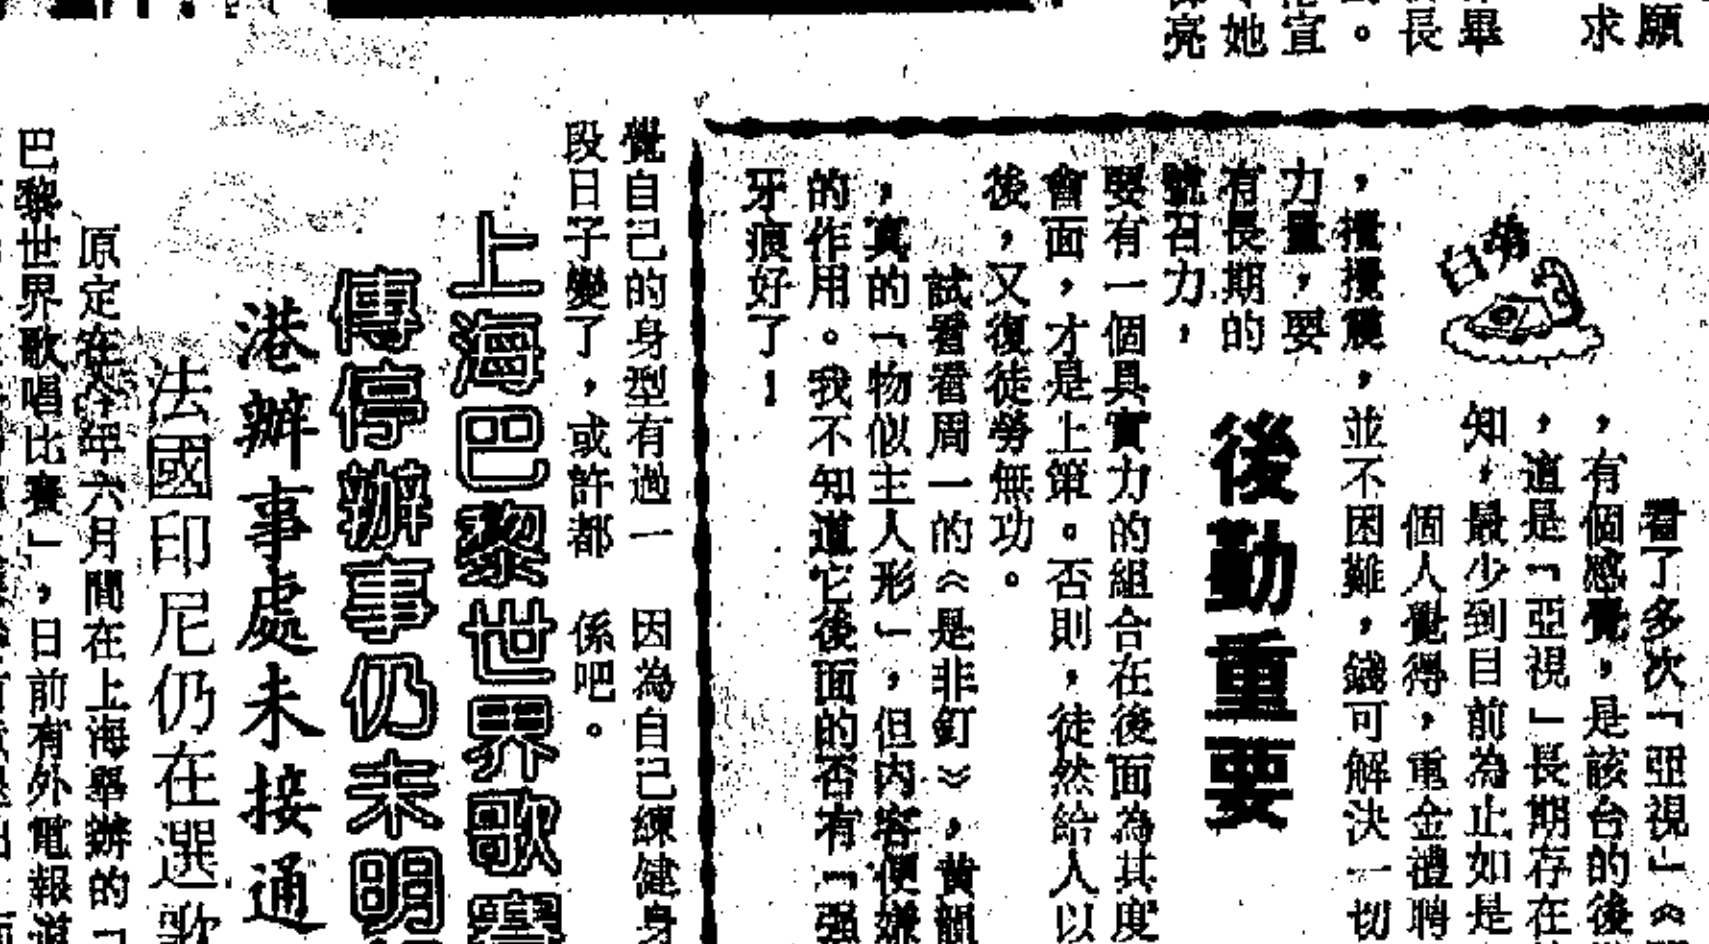 願
求
畢
長
。
宣
她
亮
看了多次「亞視」《
，有個感覺，是該台的後
，道是「亞視」長期存在
知，最少到目前為止如是
個人覺得，重金禮聘
，並不困難，錢可解決一切
力量，要
有長期的
號召力，
後勤重要
要有一個具實力的組合在後面為其度
會面，才是上策。否則，徒然給人以
後，又復徒勞無功。
試看看周一的《是非釘》，黄韻
，真的「物似主人形」，但内容便嫌
的作用。我不知道它後面的否有「强
牙痕好了！
覺自己的身型有過一
段日子變了，或許都
因為自己練健身
係吧。
上海巴黎世界歌賽
傳停辦事仍未明
港辦事處未接通
法國印尼仍在選歌
原定在今年六月間在上海舉辦的「
巴黎世界歌唱比賽」，日前有外電報道